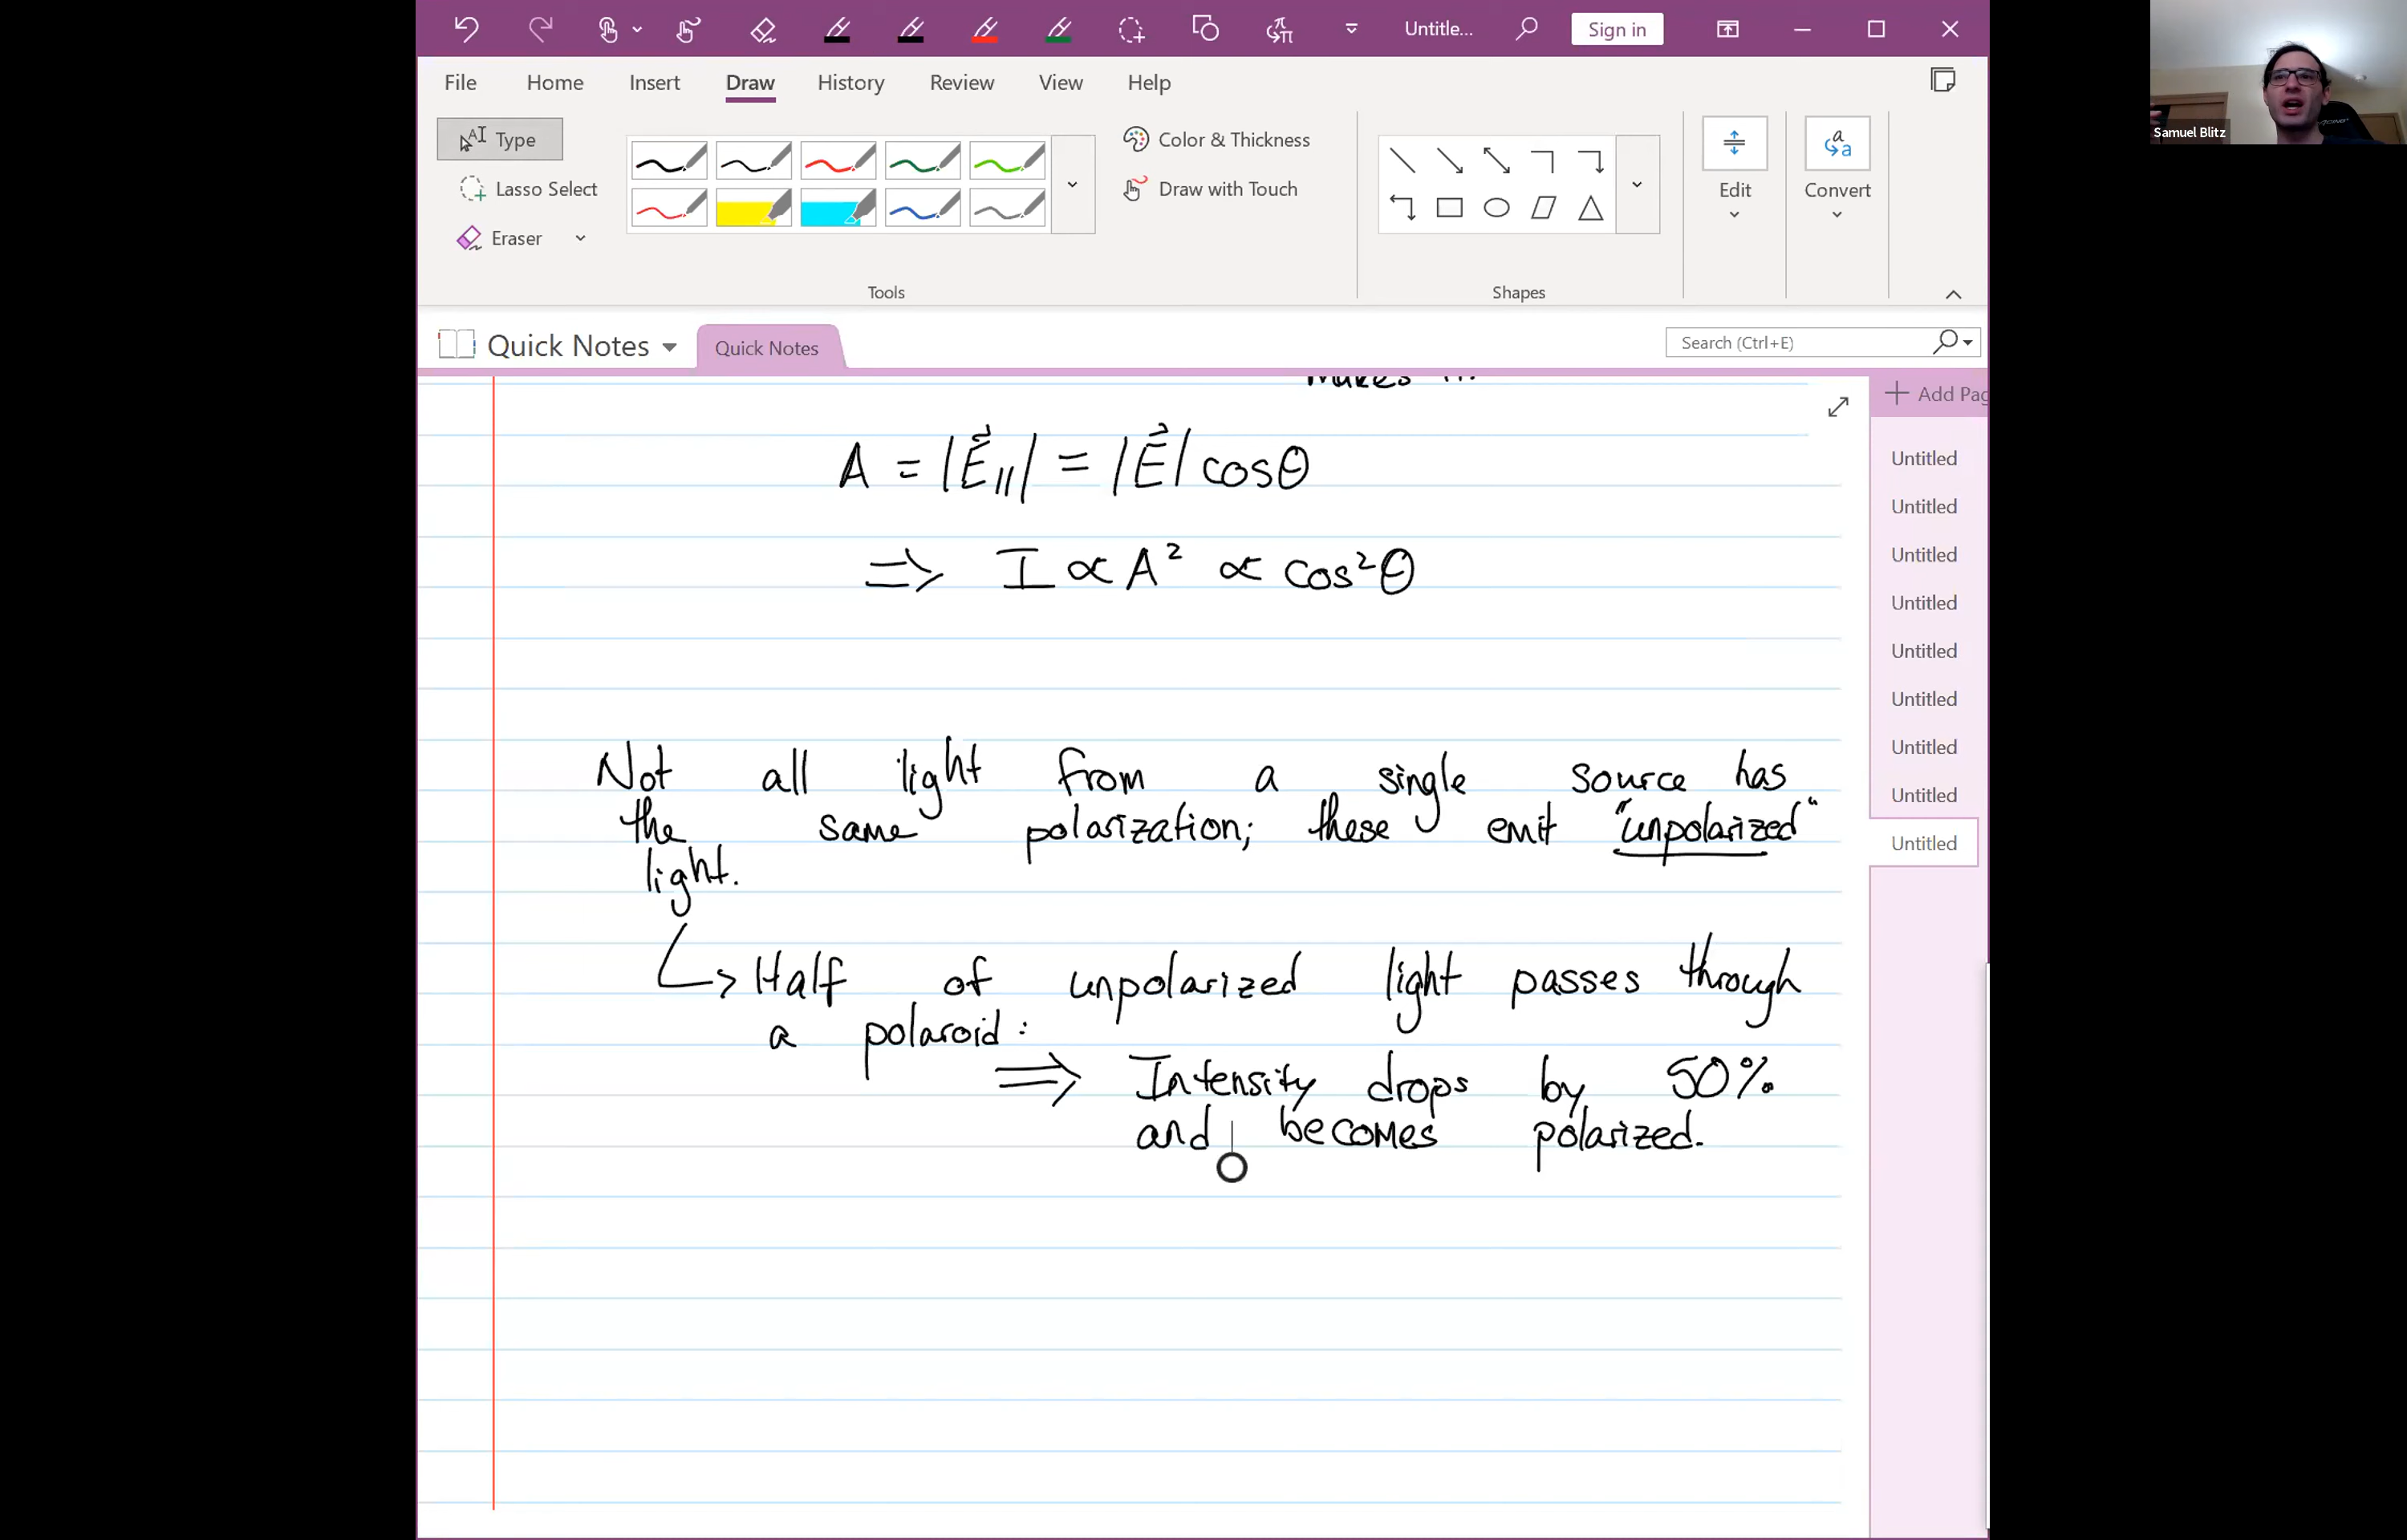 Untitle...
Sign in
File Home Insert Draw History Review View Help
Type
Lasso Select
Eraser
Color & Thickness
Draw with Touch
Edit
Convert
Tools
Shapes
Quick Notes
Quick Notes
Search (Ctrl+E)
Add Pag
Untitled
Untitled
Untitled
Untitled
Untitled
Untitled
Untitled
Untitled
Untitled
A = |E⃗∥| = |E⃗| cosθ
⇒ I ∝ A² ∝ cos²θ
Not all light from a single source has
the same polarization; these emit "unpolarized"
light.
↳ Half of unpolarized light passes through
a polaroid:
⇒ Intensity drops by 50%
and becomes polarized.
Samuel Blitz